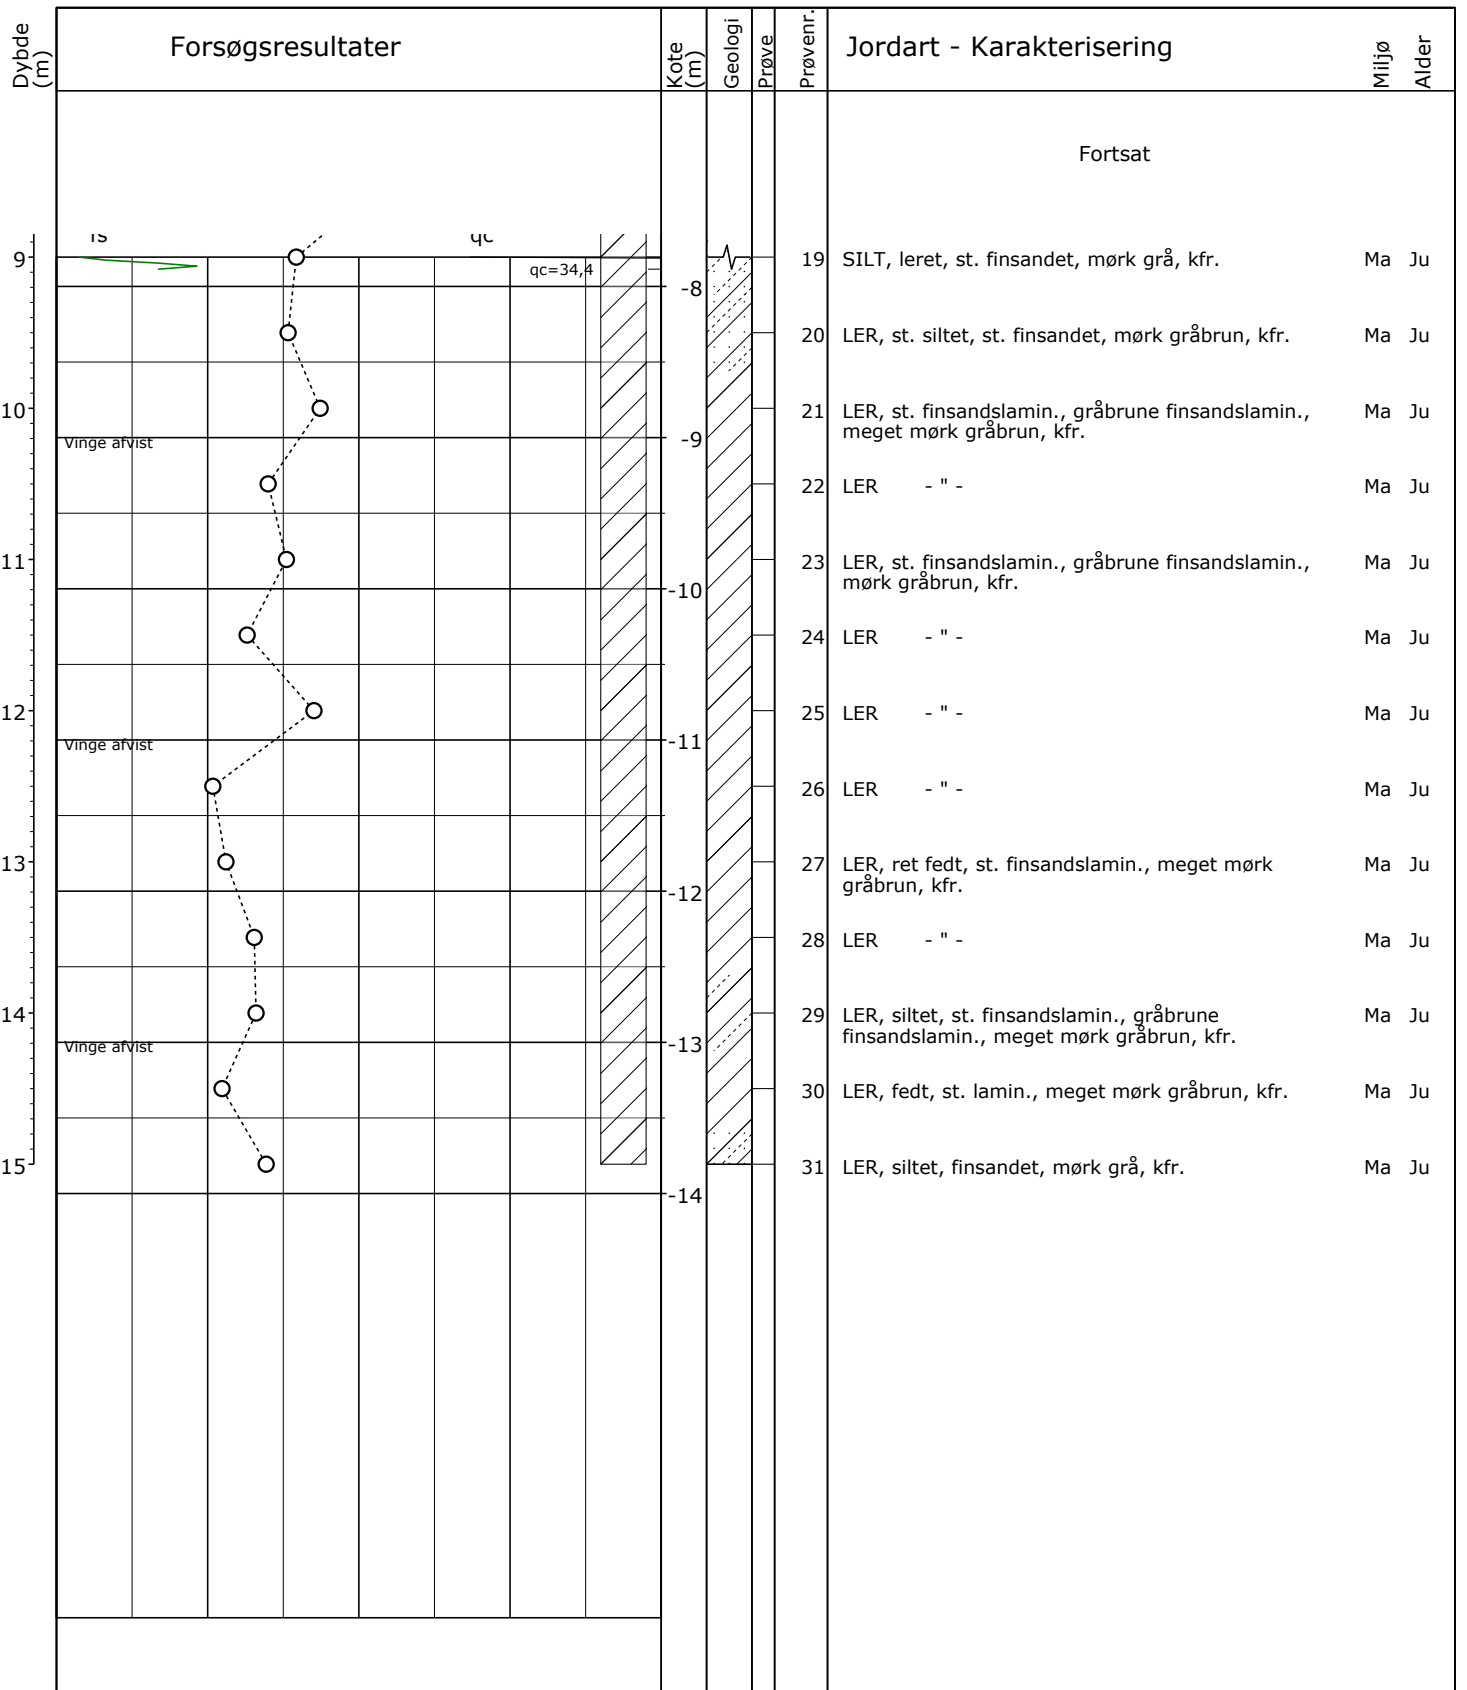 Dybde
(m)
Forsøgsresultater
Kote
(m)
Geologi
Prøve
Prøvenr.
Jordart - Karakterisering
Miljø
Alder
Fortsat
qc
9
qc=34,4
19 SILT, leret, st. finsandet, mørk grå, kfr. Ma Ju
-8
20 LER, st. siltet, st. finsandet, mørk gråbrun, kfr. Ma Ju
10
21 LER, st. finsandslamin., gråbrune finsandslamin., Ma Ju
meget mørk gråbrun, kfr.
Vinge afvist
-9
22 LER - " - Ma Ju
11
23 LER, st. finsandslamin., gråbrune finsandslamin., Ma Ju
mørk gråbrun, kfr.
-10
24 LER - " - Ma Ju
12
25 LER - " - Ma Ju
Vinge afvist
-11
26 LER - " - Ma Ju
13
27 LER, ret fedt, st. finsandslamin., meget mørk Ma Ju
gråbrun, kfr.
-12
28 LER - " - Ma Ju
14
29 LER, siltet, st. finsandslamin., gråbrune Ma Ju
finsandslamin., meget mørk gråbrun, kfr.
Vinge afvist
-13
30 LER, fedt, st. lamin., meget mørk gråbrun, kfr. Ma Ju
15
31 LER, siltet, finsandet, mørk grå, kfr. Ma Ju
-14